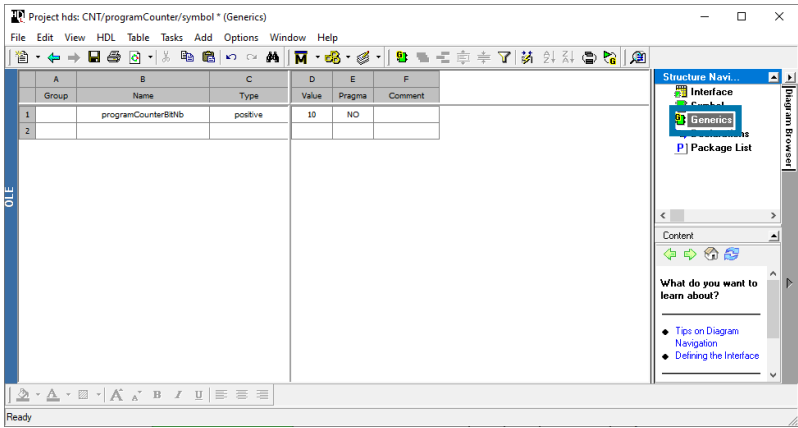 Project hds: CNT/programCounter/symbol * (Generics)
File Edit View HDL Table Tasks Add Options Window Help
A B C D E F
Group Name Type Value Pragma Comment
1 programCounterBitNb positive 10 NO
2
OLE
Structure Navi...
Interface
Symbol
Generics
Declarations
P Package List
Diagram Browser
Content
What do you want to
learn about?
Tips on Diagram
Navigation
Defining the Interface
A A B I U
Ready